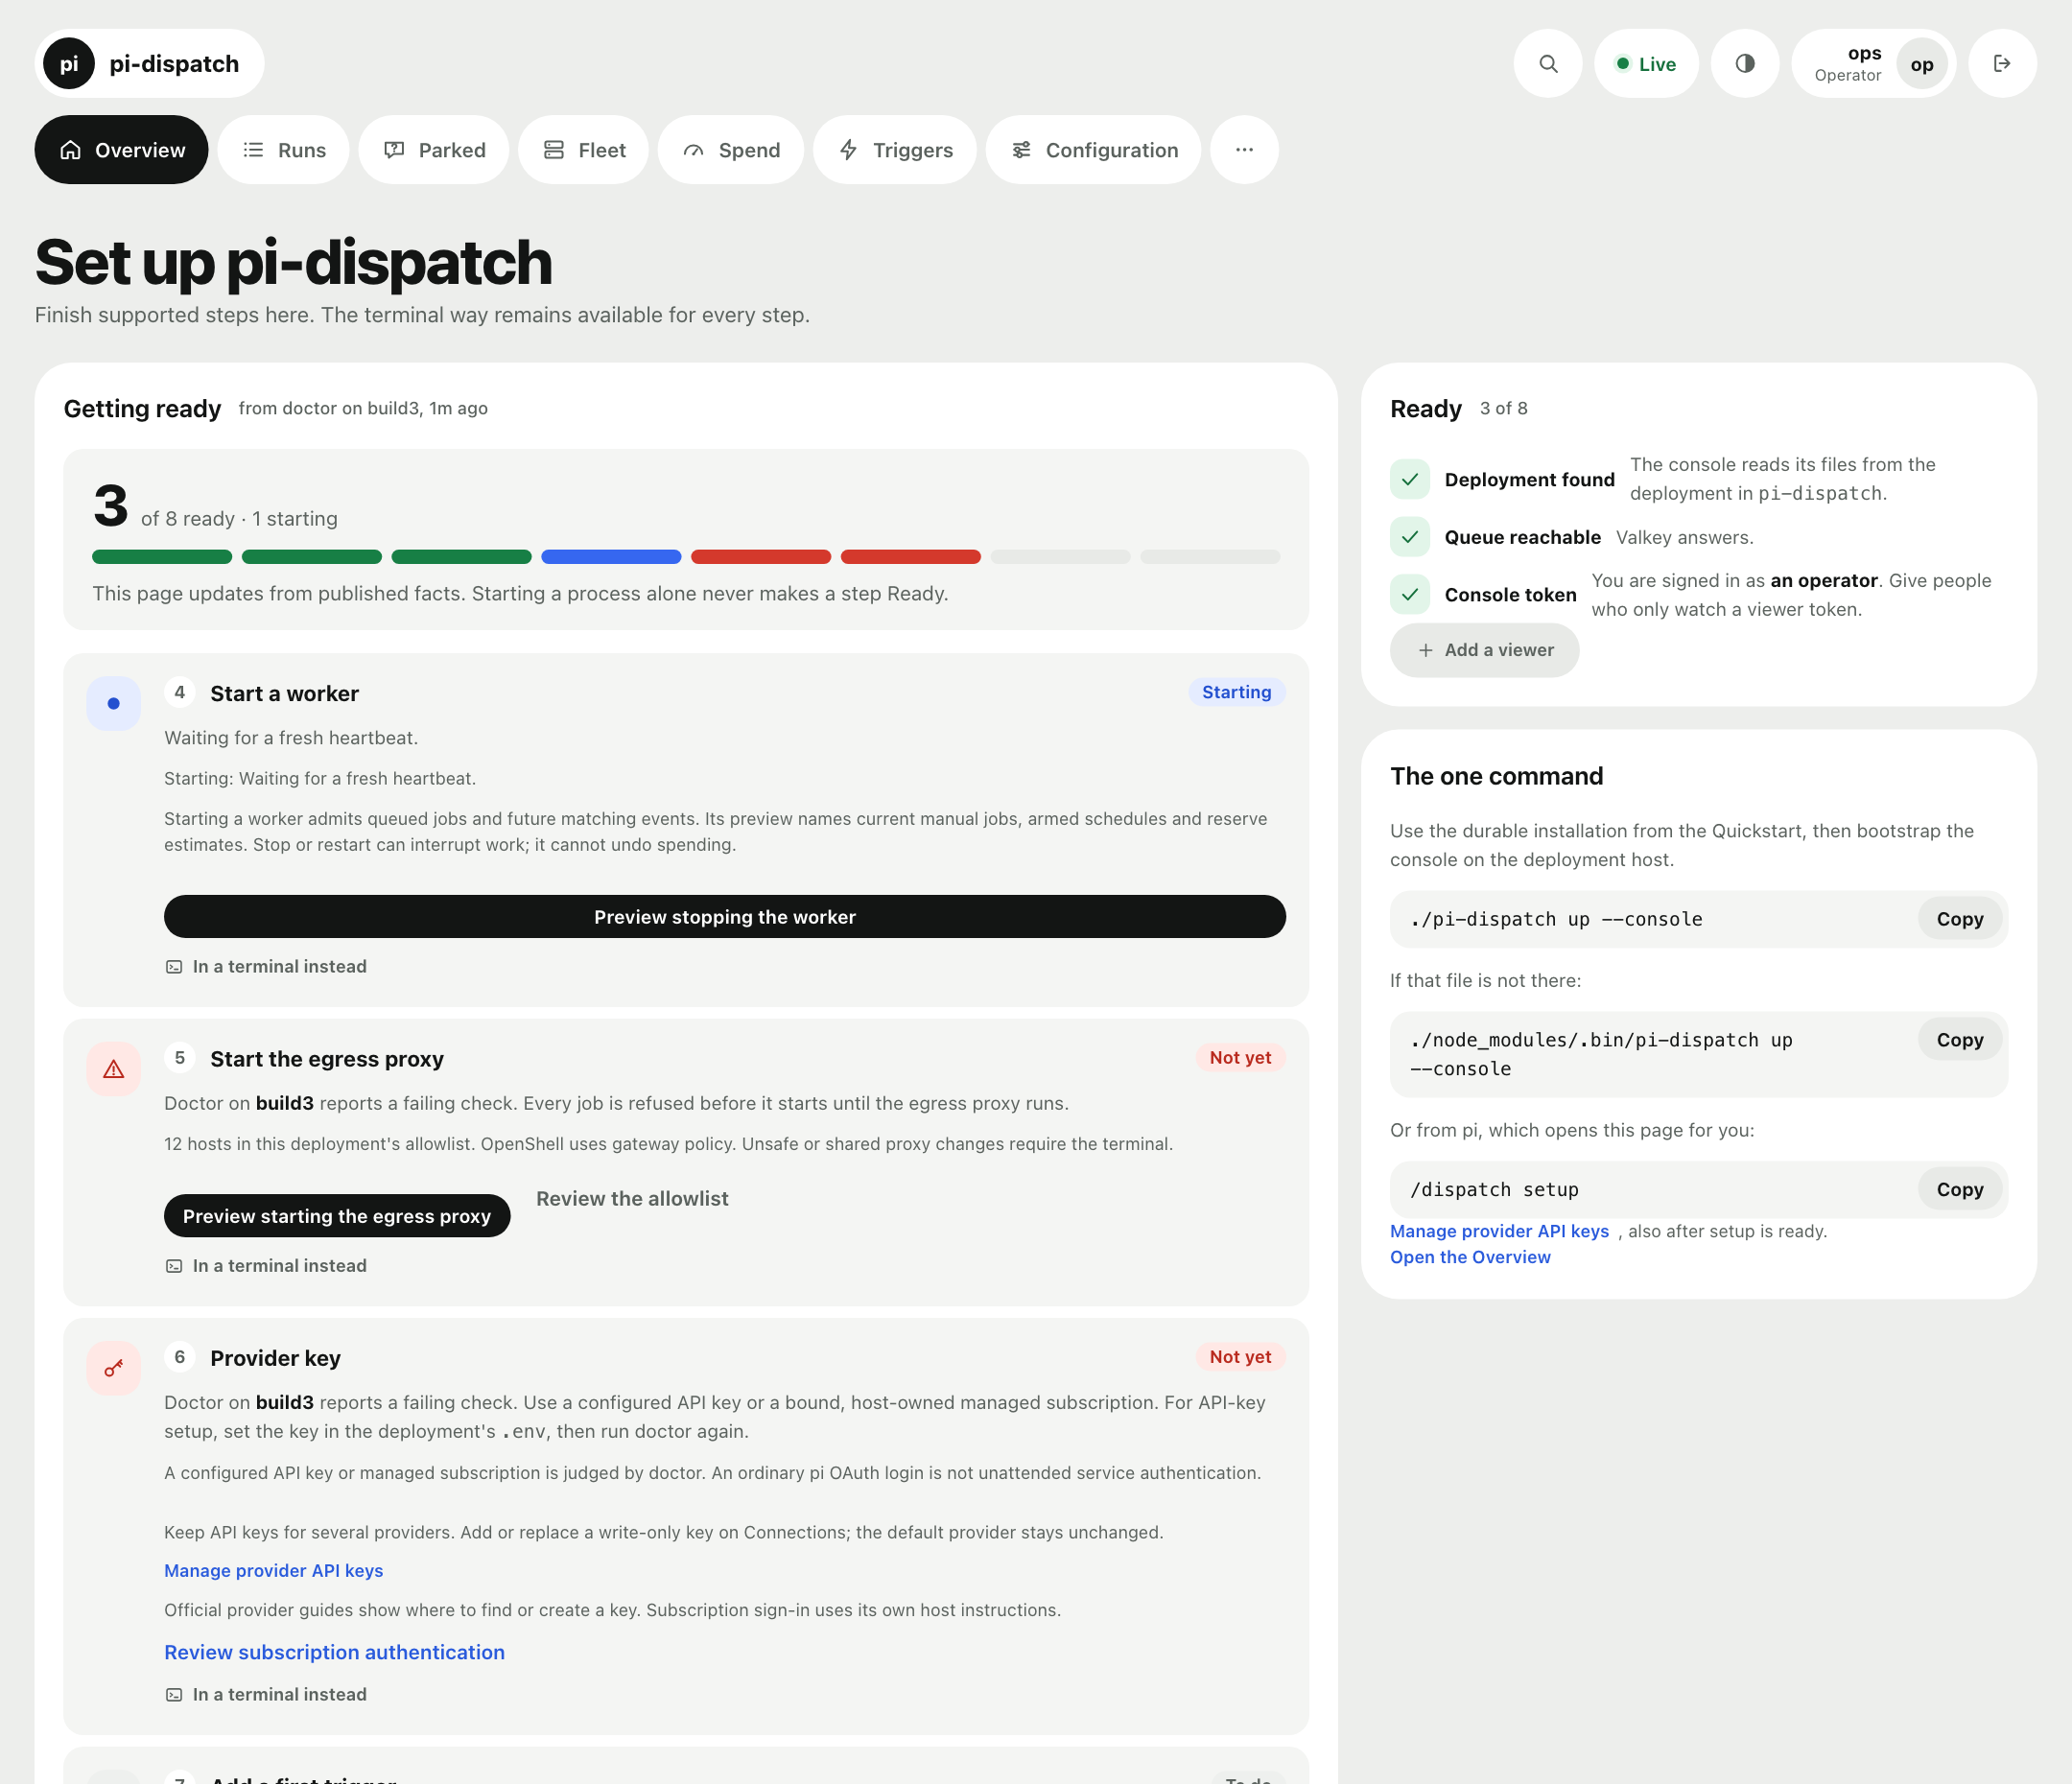 pi pi-dispatch
Live
ops
Operator
op
Overview Runs Parked Fleet Spend Triggers Configuration ...
Set up pi-dispatch
Finish supported steps here. The terminal way remains available for every step.
Getting ready from doctor on build3, 1m ago
3 of 8 ready · 1 starting
This page updates from published facts. Starting a process alone never makes a step Ready.
4 Start a worker Starting
Waiting for a fresh heartbeat.
Starting: Waiting for a fresh heartbeat.
Starting a worker admits queued jobs and future matching events. Its preview names current manual jobs, armed schedules and reserve
estimates. Stop or restart can interrupt work; it cannot undo spending.
Preview stopping the worker
In a terminal instead
5 Start the egress proxy Not yet
Doctor on build3 reports a failing check. Every job is refused before it starts until the egress proxy runs.
12 hosts in this deployment's allowlist. OpenShell uses gateway policy. Unsafe or shared proxy changes require the terminal.
Preview starting the egress proxy Review the allowlist
In a terminal instead
6 Provider key Not yet
Doctor on build3 reports a failing check. Use a configured API key or a bound, host-owned managed subscription. For API-key
setup, set the key in the deployment's .env, then run doctor again.
A configured API key or managed subscription is judged by doctor. An ordinary pi OAuth login is not unattended service authentication.
Keep API keys for several providers. Add or replace a write-only key on Connections; the default provider stays unchanged.
Manage provider API keys
Official provider guides show where to find or create a key. Subscription sign-in uses its own host instructions.
Review subscription authentication
In a terminal instead
7 Add a first trigger To do
Ready 3 of 8
Deployment found The console reads its files from the
deployment in pi-dispatch.
Queue reachable Valkey answers.
Console token You are signed in as an operator. Give people
who only watch a viewer token.
+ Add a viewer
The one command
Use the durable installation from the Quickstart, then bootstrap the
console on the deployment host.
./pi-dispatch up --console Copy
If that file is not there:
./node_modules/.bin/pi-dispatch up Copy
--console
Or from pi, which opens this page for you:
/dispatch setup Copy
Manage provider API keys , also after setup is ready.
Open the Overview